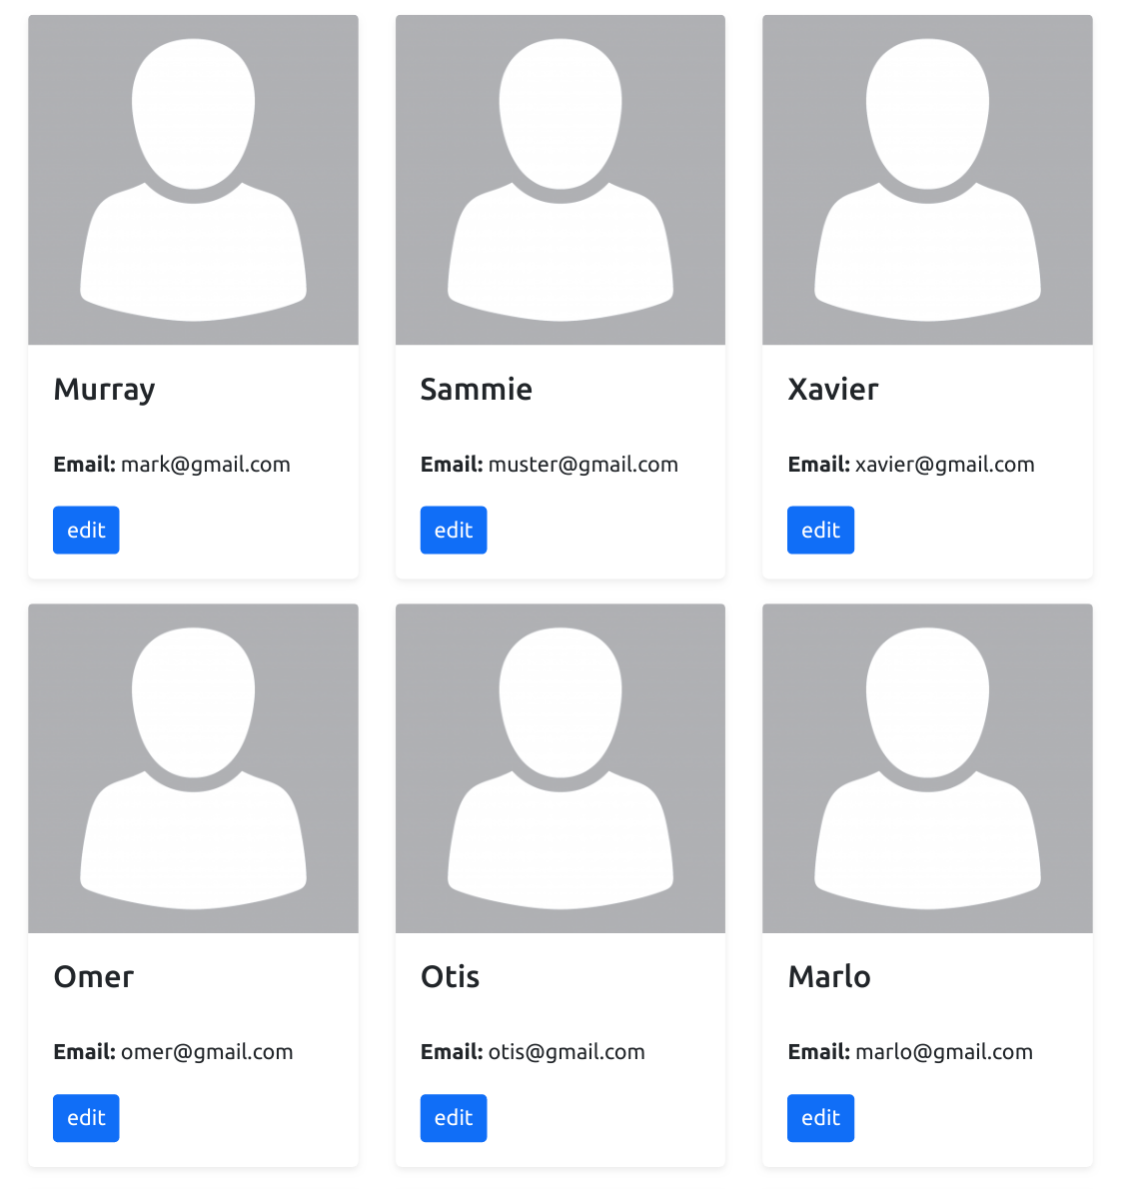 Murray
Email: mark@gmail.com
edit
Sammie
Email: muster@gmail.com
edit
Xavier
Email: xavier@gmail.com
edit
Omer
Email: omer@gmail.com
edit
Otis
Email: otis@gmail.com
edit
Marlo
Email: marlo@gmail.com
edit